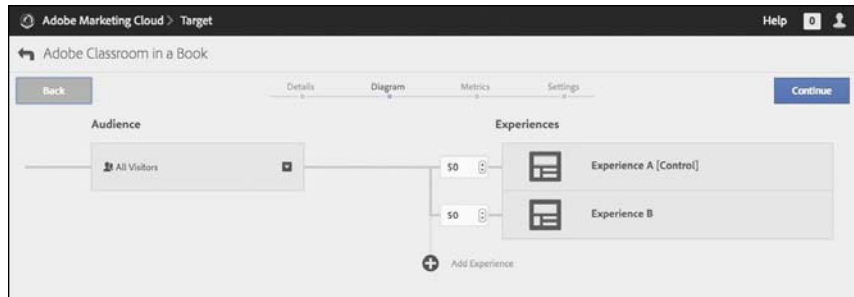 Adobe Marketing Cloud > Target
Help 0
Adobe Classroom in a Book
Back
Details Diagram Metrics Settings
Continue
Audience
Experiences
All Visitors
50
Experience A [Control]
50
Experience B
Add Experience